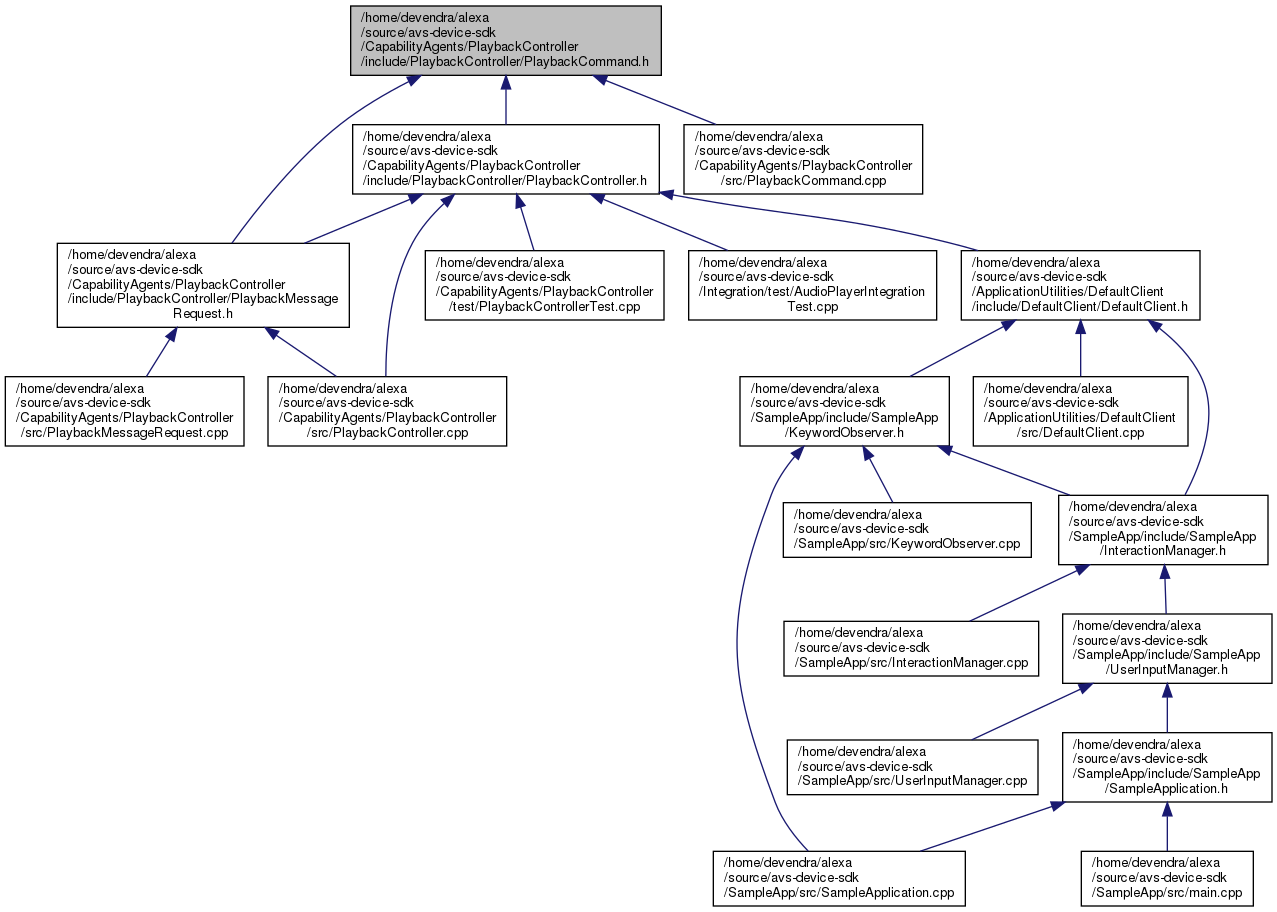 /home/devendra/alexa
/source/avs-device-sdk
/CapabilityAgents/PlaybackController
/include/PlaybackController/PlaybackCommand.h
/home/devendra/alexa
/source/avs-device-sdk
/CapabilityAgents/PlaybackController
/include/PlaybackController/PlaybackController.h
/home/devendra/alexa
/source/avs-device-sdk
/CapabilityAgents/PlaybackController
/src/PlaybackCommand.cpp
/home/devendra/alexa
/source/avs-device-sdk
/CapabilityAgents/PlaybackController
/include/PlaybackController/PlaybackMessage
Request.h
/home/devendra/alexa
/source/avs-device-sdk
/CapabilityAgents/PlaybackController
/test/PlaybackControllerTest.cpp
/home/devendra/alexa
/source/avs-device-sdk
/Integration/test/AudioPlayerIntegration
Test.cpp
/home/devendra/alexa
/source/avs-device-sdk
/ApplicationUtilities/DefaultClient
/include/DefaultClient/DefaultClient.h
/home/devendra/alexa
/source/avs-device-sdk
/CapabilityAgents/PlaybackController
/src/PlaybackMessageRequest.cpp
/home/devendra/alexa
/source/avs-device-sdk
/CapabilityAgents/PlaybackController
/src/PlaybackController.cpp
/home/devendra/alexa
/source/avs-device-sdk
/SampleApp/include/SampleApp
/KeywordObserver.h
/home/devendra/alexa
/source/avs-device-sdk
/ApplicationUtilities/DefaultClient
/src/DefaultClient.cpp
/home/devendra/alexa
/source/avs-device-sdk
/SampleApp/src/KeywordObserver.cpp
/home/devendra/alexa
/source/avs-device-sdk
/SampleApp/include/SampleApp
/InteractionManager.h
/home/devendra/alexa
/source/avs-device-sdk
/SampleApp/src/InteractionManager.cpp
/home/devendra/alexa
/source/avs-device-sdk
/SampleApp/include/SampleApp
/UserInputManager.h
/home/devendra/alexa
/source/avs-device-sdk
/SampleApp/src/UserInputManager.cpp
/home/devendra/alexa
/source/avs-device-sdk
/SampleApp/include/SampleApp
/SampleApplication.h
/home/devendra/alexa
/source/avs-device-sdk
/SampleApp/src/SampleApplication.cpp
/home/devendra/alexa
/source/avs-device-sdk
/SampleApp/src/main.cpp